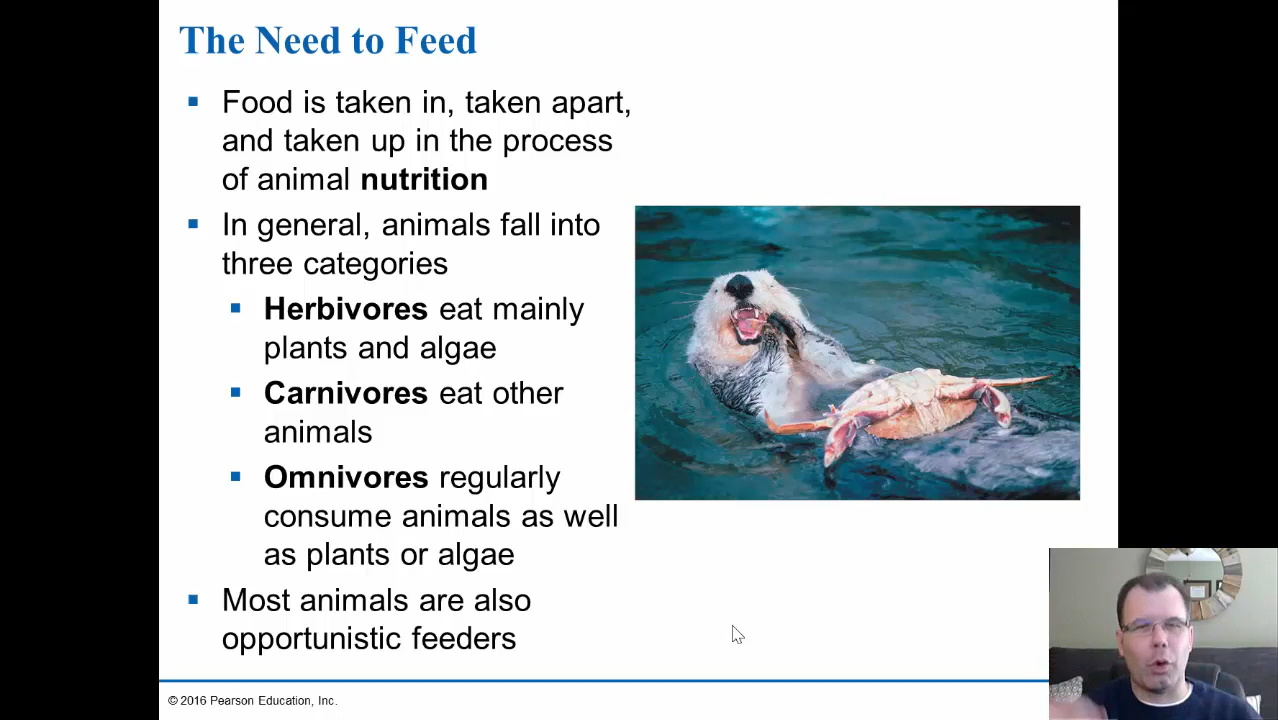 The Need to Feed
▪ Food is taken in, taken apart,
and taken up in the process
of animal nutrition
▪ In general, animals fall into
three categories
▪ Herbivores eat mainly
plants and algae
▪ Carnivores eat other
animals
▪ Omnivores regularly
consume animals as well
as plants or algae
▪ Most animals are also
opportunistic feeders
© 2016 Pearson Education, Inc.